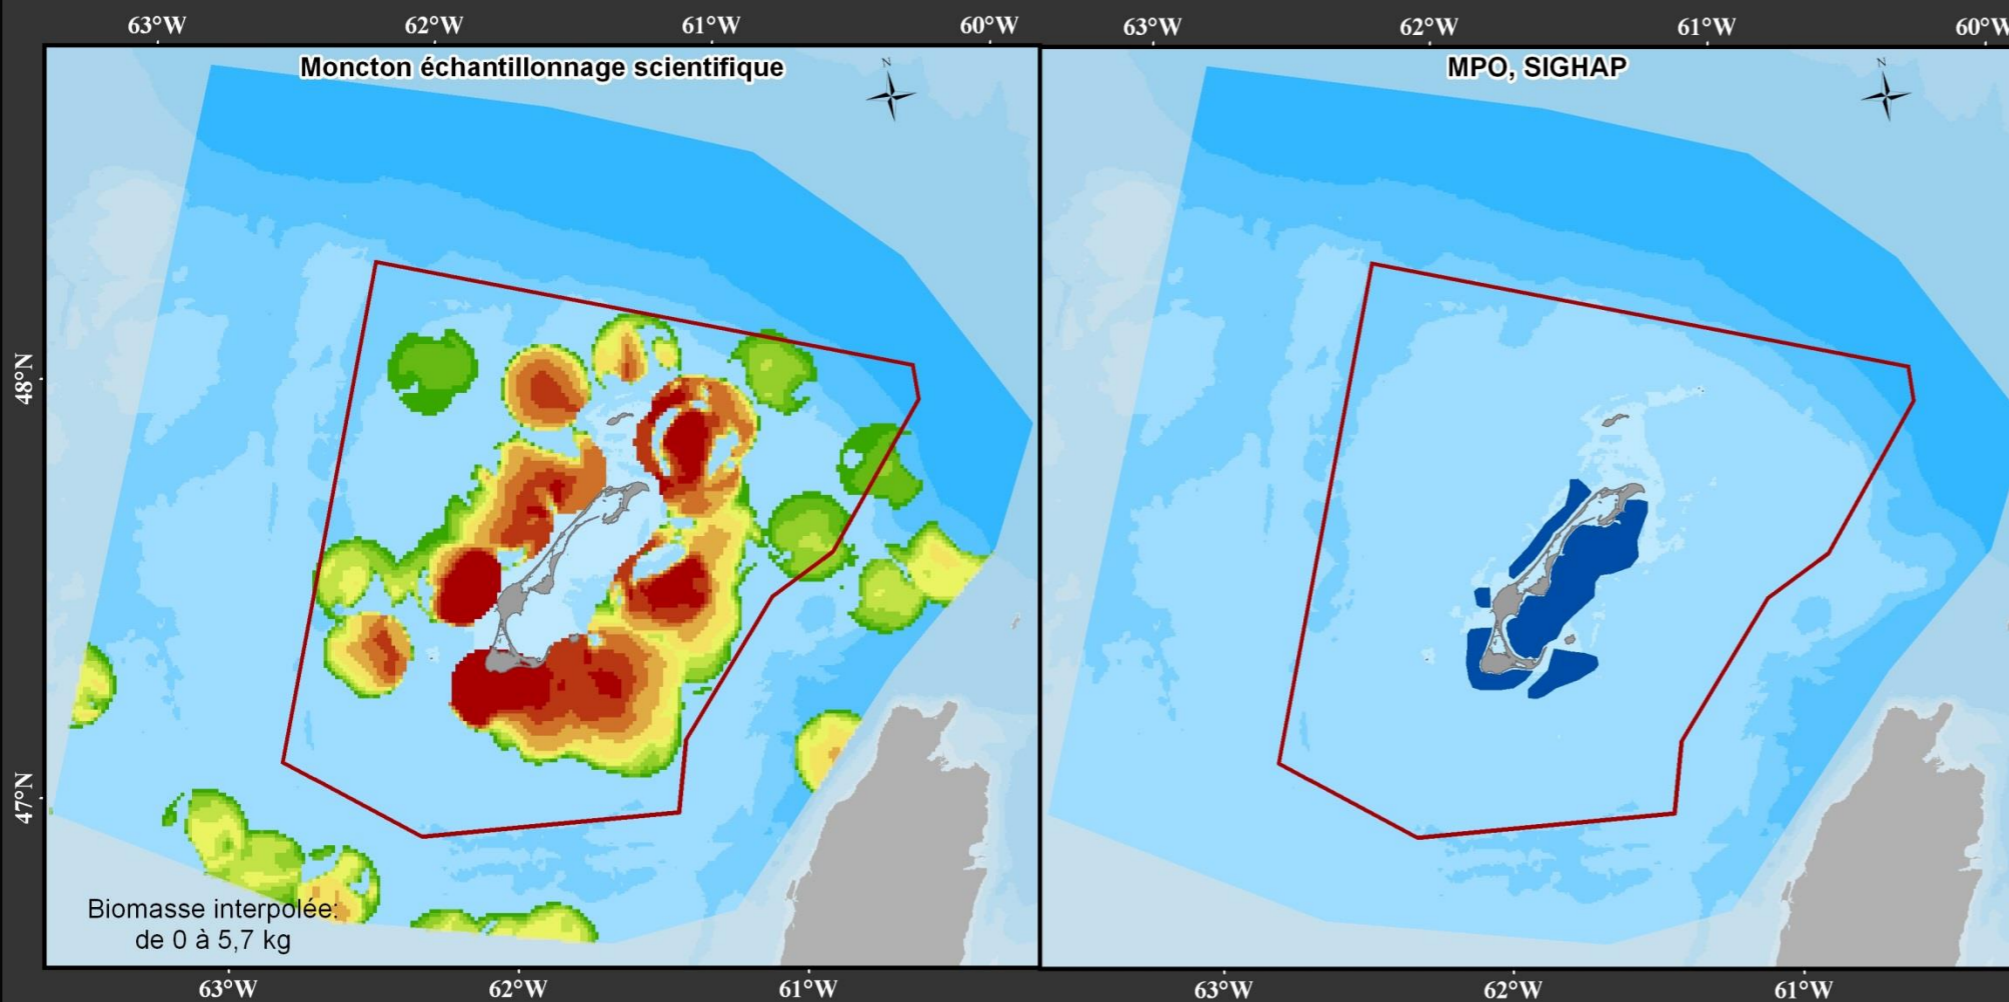 63°W 62°W 61°W 60°W 63°W 62°W 61°W 60°W
Moncton échantillonnage scientifique
N
MPO, SIGHAP
N
48°N
47°N
Biomasse interpolée:
de 0 à 5,7 kg
63°W 62°W 61°W 63°W 62°W 61°W